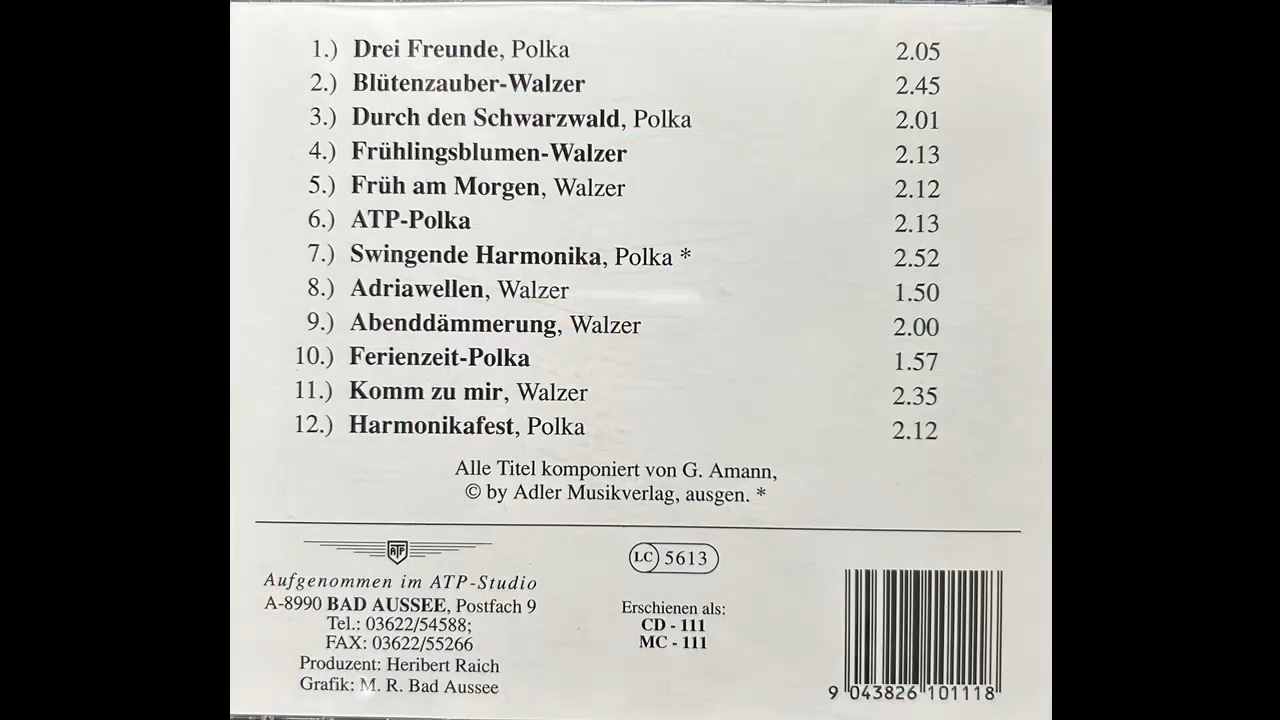 1.) Drei Freunde, Polka 2.05
2.) Blütenzauber-Walzer 2.45
3.) Durch den Schwarzwald, Polka 2.01
4.) Frühlingsblumen-Walzer 2.13
5.) Früh am Morgen, Walzer 2.12
6.) ATP-Polka 2.13
7.) Swingende Harmonika, Polka * 2.52
8.) Adriawellen, Walzer 1.50
9.) Abenddämmerung, Walzer 2.00
10.) Ferienzeit-Polka 1.57
11.) Komm zu mir, Walzer 2.35
12.) Harmonikafest, Polka 2.12
Alle Titel komponiert von G. Amann,
© by Adler Musikverlag, ausgen. *
ATP
Aufgenommen im ATP-Studio
A-8990 BAD AUSSEE, Postfach 9
Tel.: 03622/54588;
FAX: 03622/55266
Produzent: Heribert Raich
Grafik: M. R. Bad Aussee
LC 5613
Erschienen als:
CD - 111
MC - 111
9 043826 101118